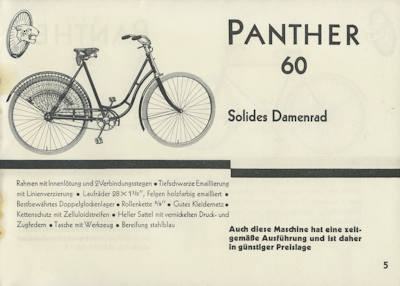 PANTHER
60
Solides Damenrad
Rahmen mit Innenlötung und 2 Verbindungsstegen • Tiefschwarze Emaillierung
mit Linienverzierung • Laufräder 28 × 1½", Felgen holzfarbig emailliert •
Bestbewährtes Doppelglockenlager • Rollenkette ⅝" • Gutes Kleidernetz •
Kettenschutz mit Zelluloidstreifen • Heller Sattel mit vernickelten Druck- und
Zugfedern • Tasche mit Werkzeug • Bereifung stahlblau
Auch diese Maschine hat eine zeit-
gemäße Ausführung und ist daher
in günstiger Preislage
5